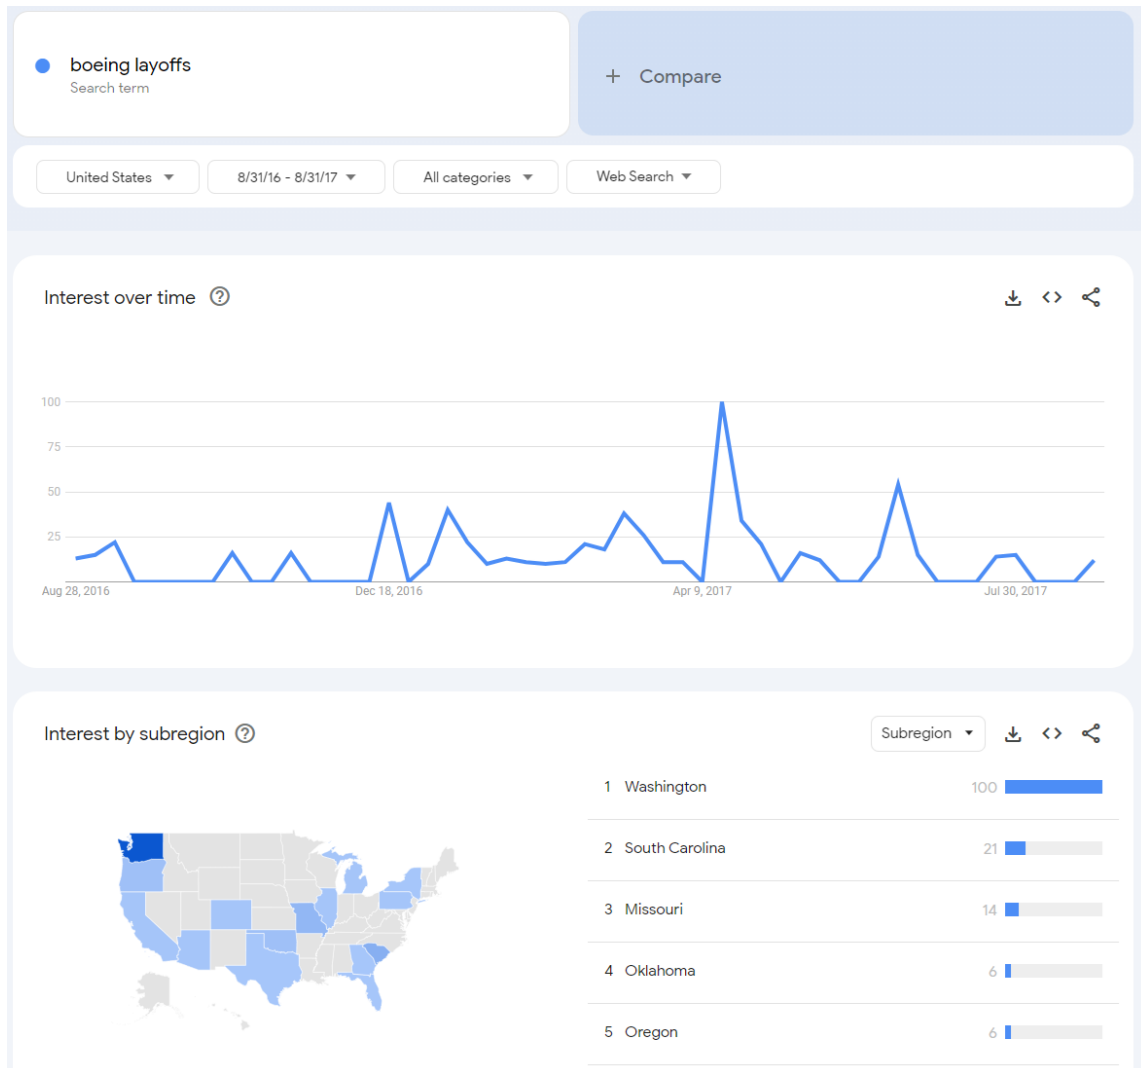 boeing layoffs
Search term
+ Compare
United States
8/31/16 - 8/31/17
All categories
Web Search
Interest over time
100
75
50
25
Aug 28, 2016
Dec 18, 2016
Apr 9, 2017
Jul 30, 2017
Interest by subregion
Subregion
1 Washington 100
2 South Carolina 21
3 Missouri 14
4 Oklahoma 6
5 Oregon 6